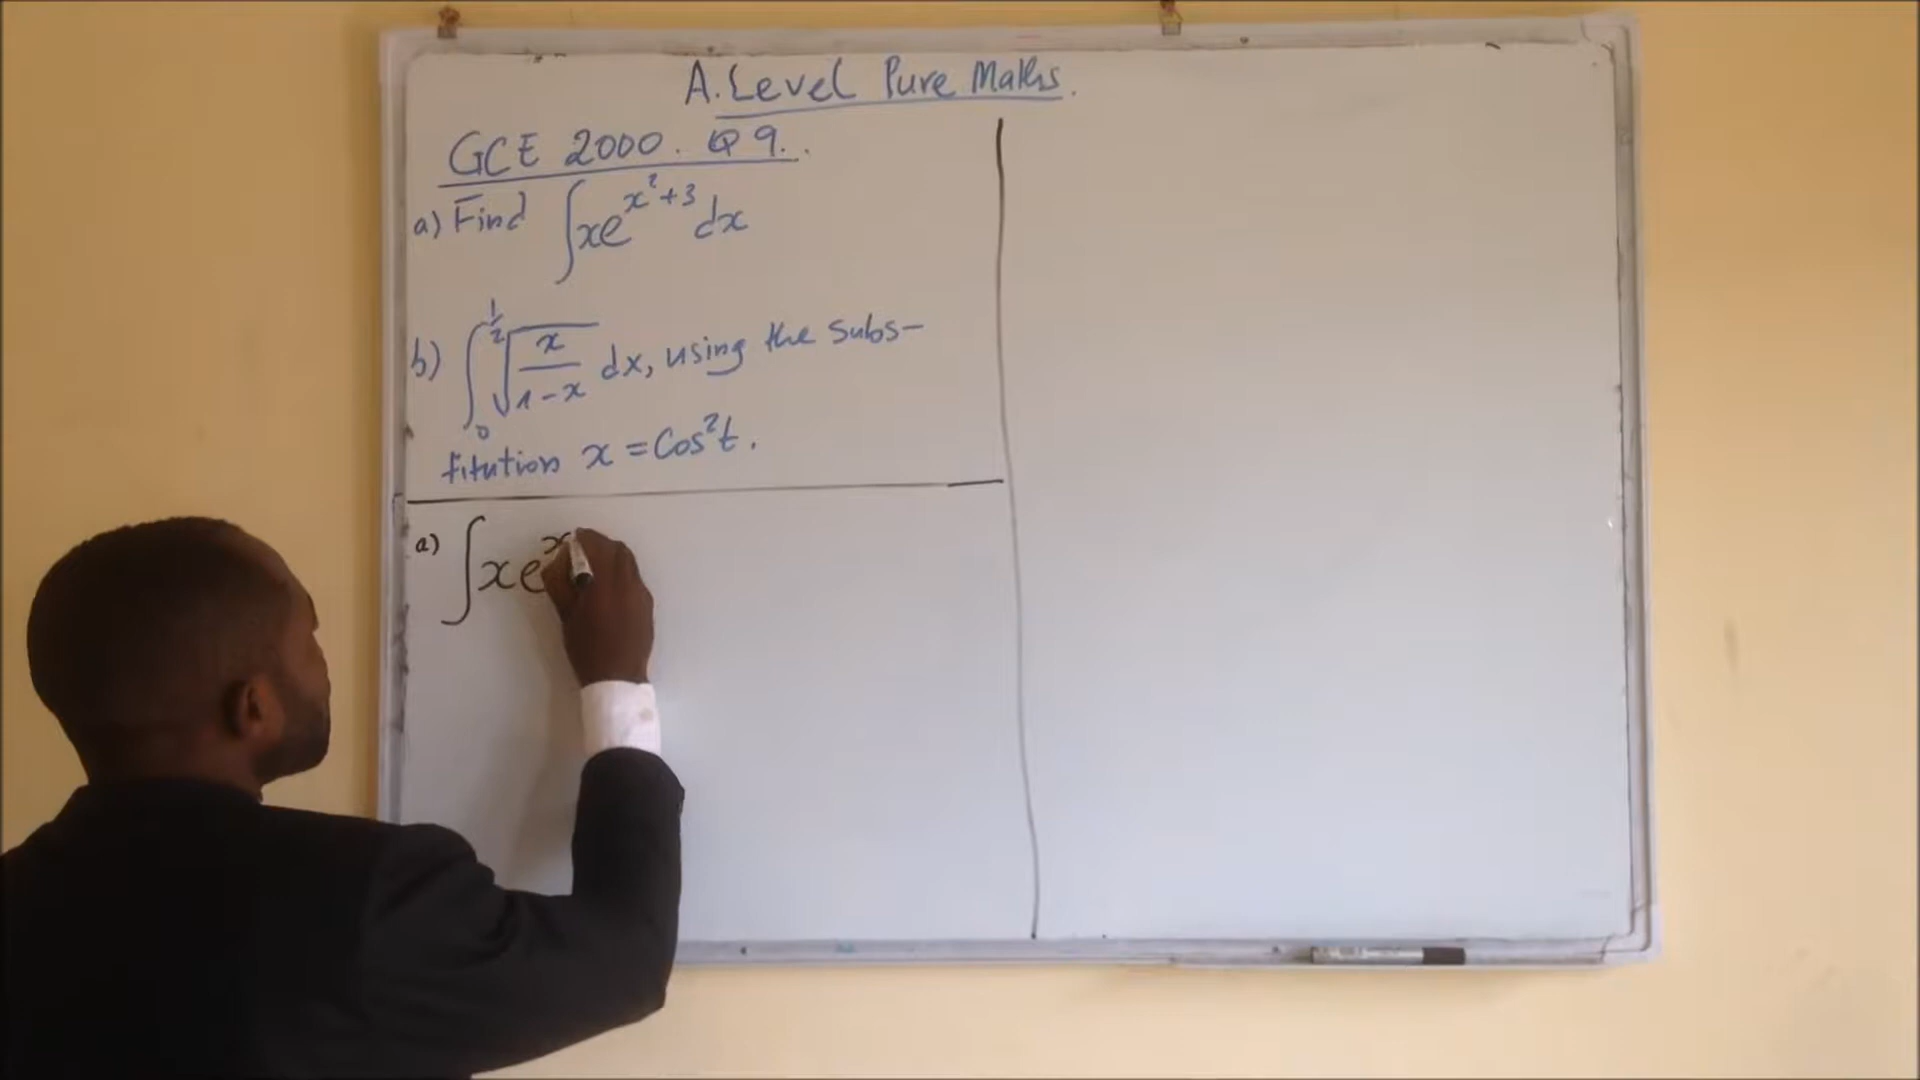 A. Level Pure Maths.
GCE 2000. Q9.
a) Find ∫xe^{x²+3} dx
b) ∫₀^{1/2} √(x/(1-x)) dx, using the subs-
titution x = Cos²t.
a) ∫xe^x